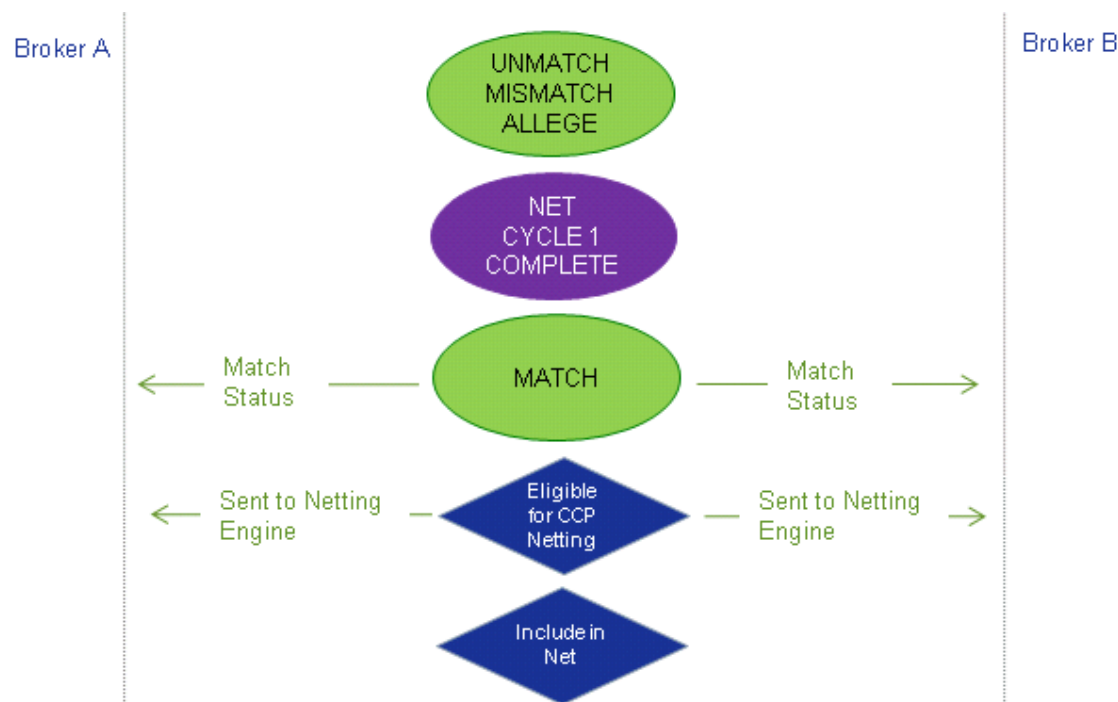 Broker A
Broker B
UNMATCH
MISMATCH
ALLEGE
NET
CYCLE 1
COMPLETE
Match
Status
MATCH
Match
Status
Sent to Netting
Engine
Eligible
for CCP
Netting
Sent to Netting
Engine
Include in
Net